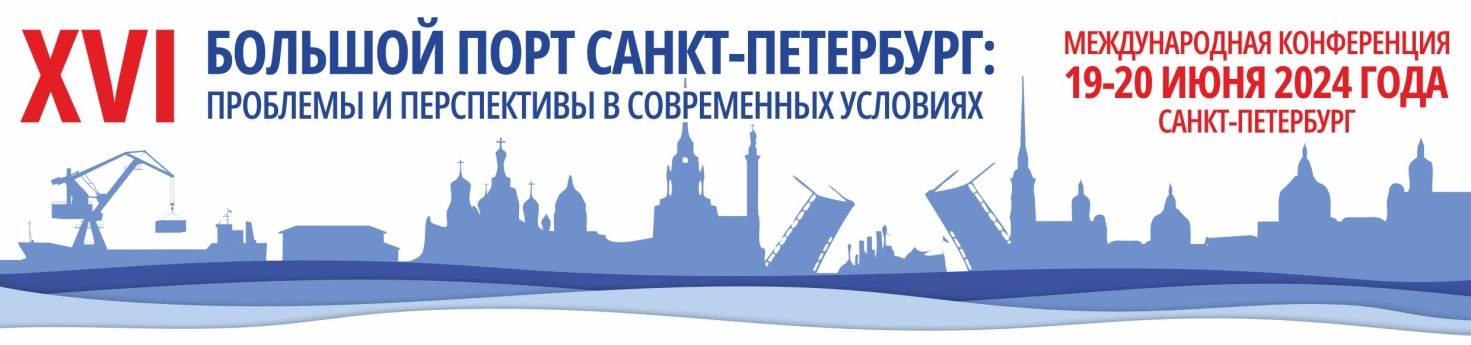 XVI
БОЛЬШОЙ ПОРТ САНКТ-ПЕТЕРБУРГ:
ПРОБЛЕМЫ И ПЕРСПЕКТИВЫ В СОВРЕМЕННЫХ УСЛОВИЯХ
МЕЖДУНАРОДНАЯ КОНФЕРЕНЦИЯ
19-20 ИЮНЯ 2024 ГОДА
САНКТ-ПЕТЕРБУРГ